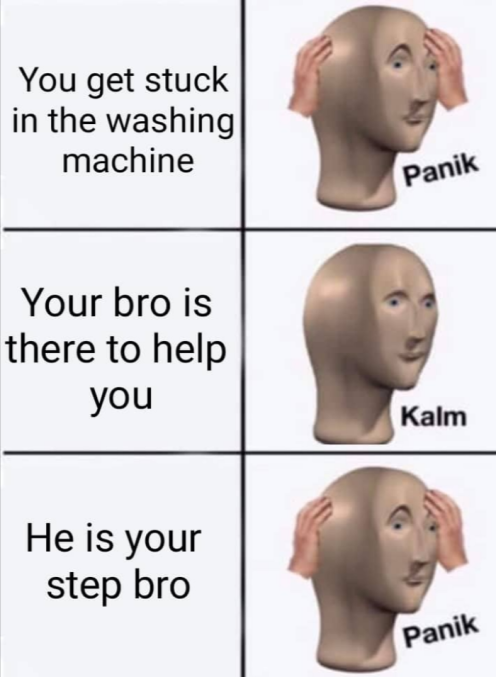 You get stuck
in the washing
machine
Panik
Your bro is
there to help
you
Kalm
He is your
step bro
Panik